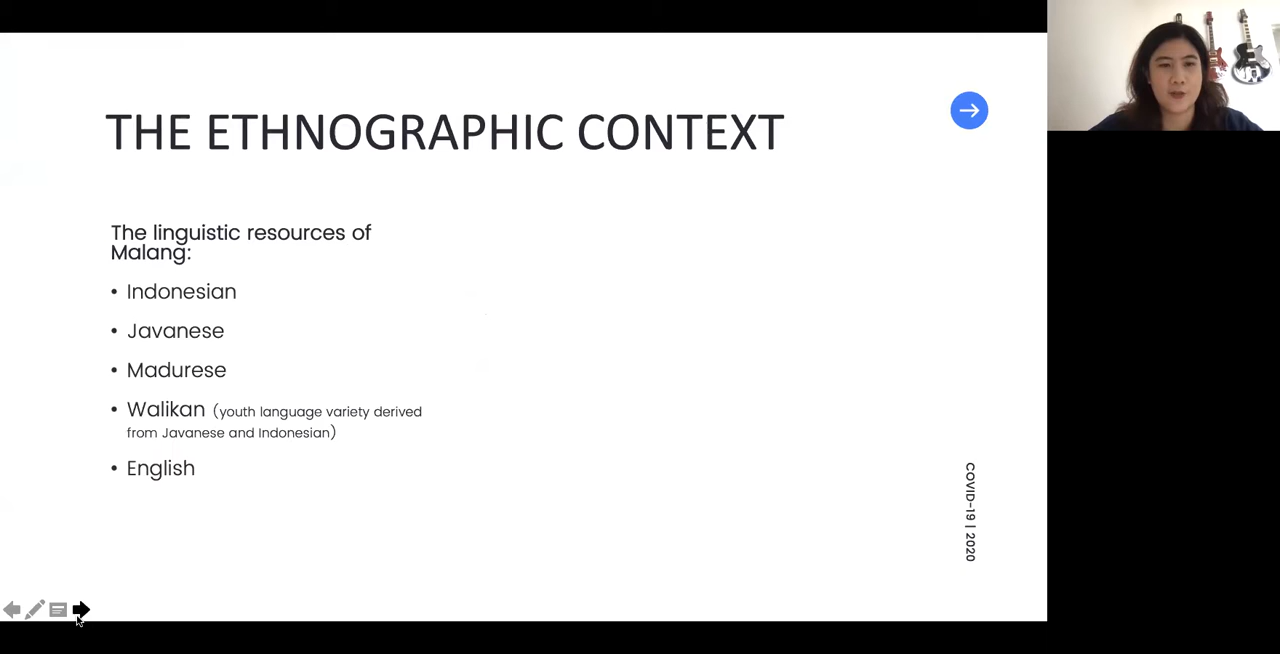 THE ETHNOGRAPHIC CONTEXT
The linguistic resources of
Malang:
• Indonesian
• Javanese
• Madurese
• Walikan (youth language variety derived
from Javanese and Indonesian)
• English
COVID-19 | 2020